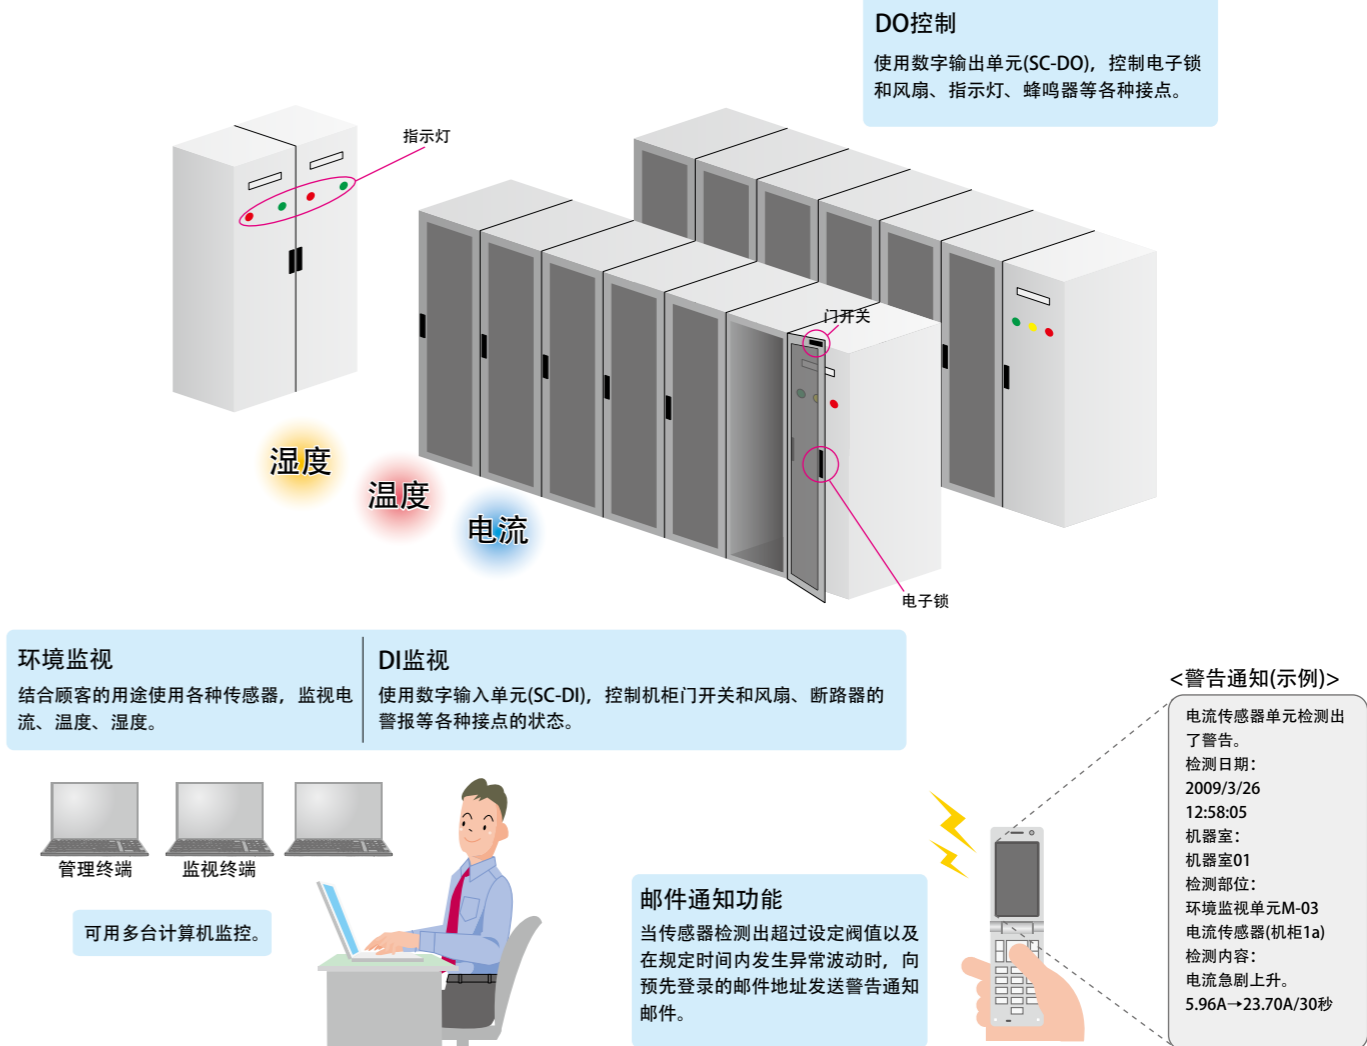 DO控制
使用数字输出单元(SC-DO)，控制电子锁
和风扇、指示灯、蜂鸣器等各种接点。
指示灯
门开关
湿度
温度
电流
电子锁
环境监视
结合顾客的用途使用各种传感器，监视电
流、温度、湿度。
DI监视
使用数字输入单元(SC-DI)，控制机柜门开关和风扇、断路器的
警报等各种接点的状态。
管理终端
监视终端
可用多台计算机监控。
邮件通知功能
当传感器检测出超过设定阀值以及
在规定时间内发生异常波动时，向
预先登录的邮件地址发送警告通知
邮件。
<警告通知(示例)>
电流传感器单元检测出
了警告。
检测日期：
2009/3/26
12:58:05
机器室：
机器室01
检测部位：
环境监视单元M-03
电流传感器(机柜1a)
检测内容：
电流急剧上升。
5.96A→23.70A/30秒